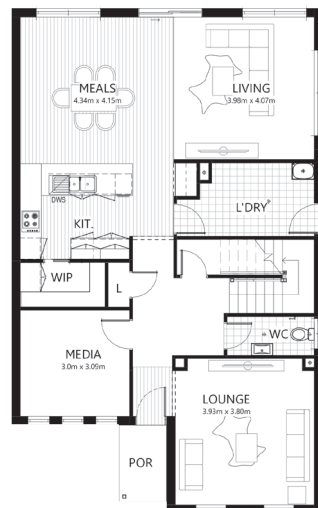 MEALS
4.34m x 4.15m
LIVING
3.98m x 4.07m
DWS
L'DRY
KIT.
WIP
L
WC
MEDIA
3.0m x 3.09m
LOUNGE
3.93m x 3.80m
POR